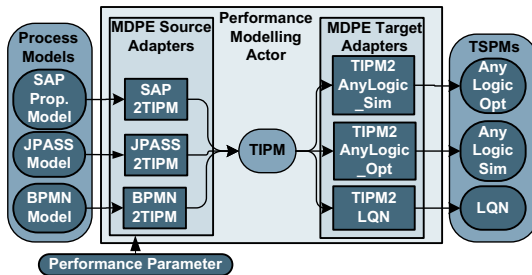 Process
Models
SAP
Prop.
Model
JPASS
Model
BPMN
Model
MDPE Source
Adapters
SAP
2TIPM
JPASS
2TIPM
BPMN
2TIPM
Performance
Modelling
Actor
TIPM
MDPE Target
Adapters
TIPM2
AnyLogic
_Sim
TIPM2
AnyLogic
_Opt
TIPM2
LQN
TSPMs
Any
Logic
Opt
Any
Logic
Sim
LQN
Performance Parameter